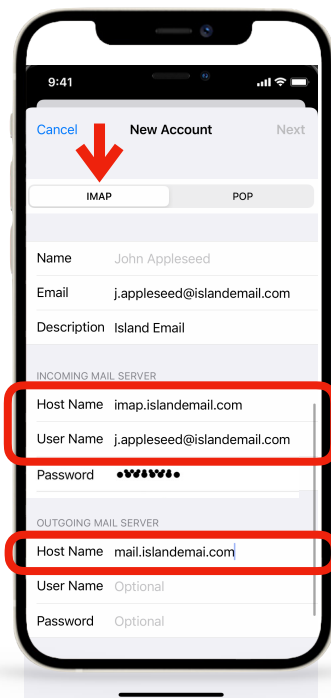 9:41
Cancel New Account Next
IMAP POP
Name John Appleseed
Email j.appleseed@islandemail.com
Description Island Email
INCOMING MAIL SERVER
Host Name imap.islandemail.com
User Name j.appleseed@islandemail.com
Password
OUTGOING MAIL SERVER
Host Name mail.islandemai.com
User Name Optional
Password Optional